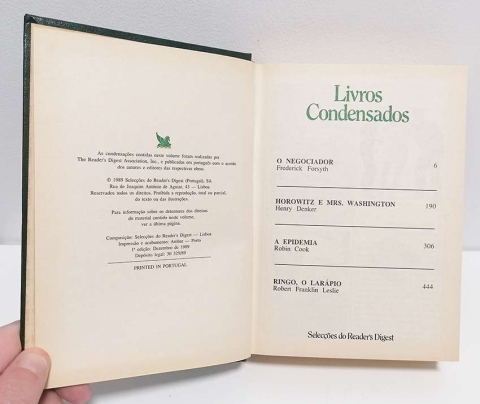 As condensações contidas neste volume foram realizadas por
The Reader's Digest Association, Inc., e publicadas em português com o acordo
dos autores e editores das respectivas obras.
© 1989 Selecções do Reader's Digest (Portugal), SA
Rua de Joaquim António de Aguiar, 43 — Lisboa
Reservados todos os direitos. Proibida a reprodução, total ou parcial,
do texto ou das ilustrações.
Para informação sobre os detentores dos direitos
do material contido neste volume,
ver a última página.
Composição: Selecções do Reader's Digest — Lisboa
Impressão e acabamento: Ambar — Porto
1ª edição: Dezembro de 1989
Depósito legal:
PRINTED IN PORTUGAL
Livros
Condensados
O NEGOCIADOR 6
Frederick Forsyth
HOROWITZ E MRS. WASHINGTON 190
Henry Denker
A EPIDEMIA 306
Robin Cook
RINGO, O LARÁPIO 444
Robert Franklin Leslie
Selecções do Reader's Digest